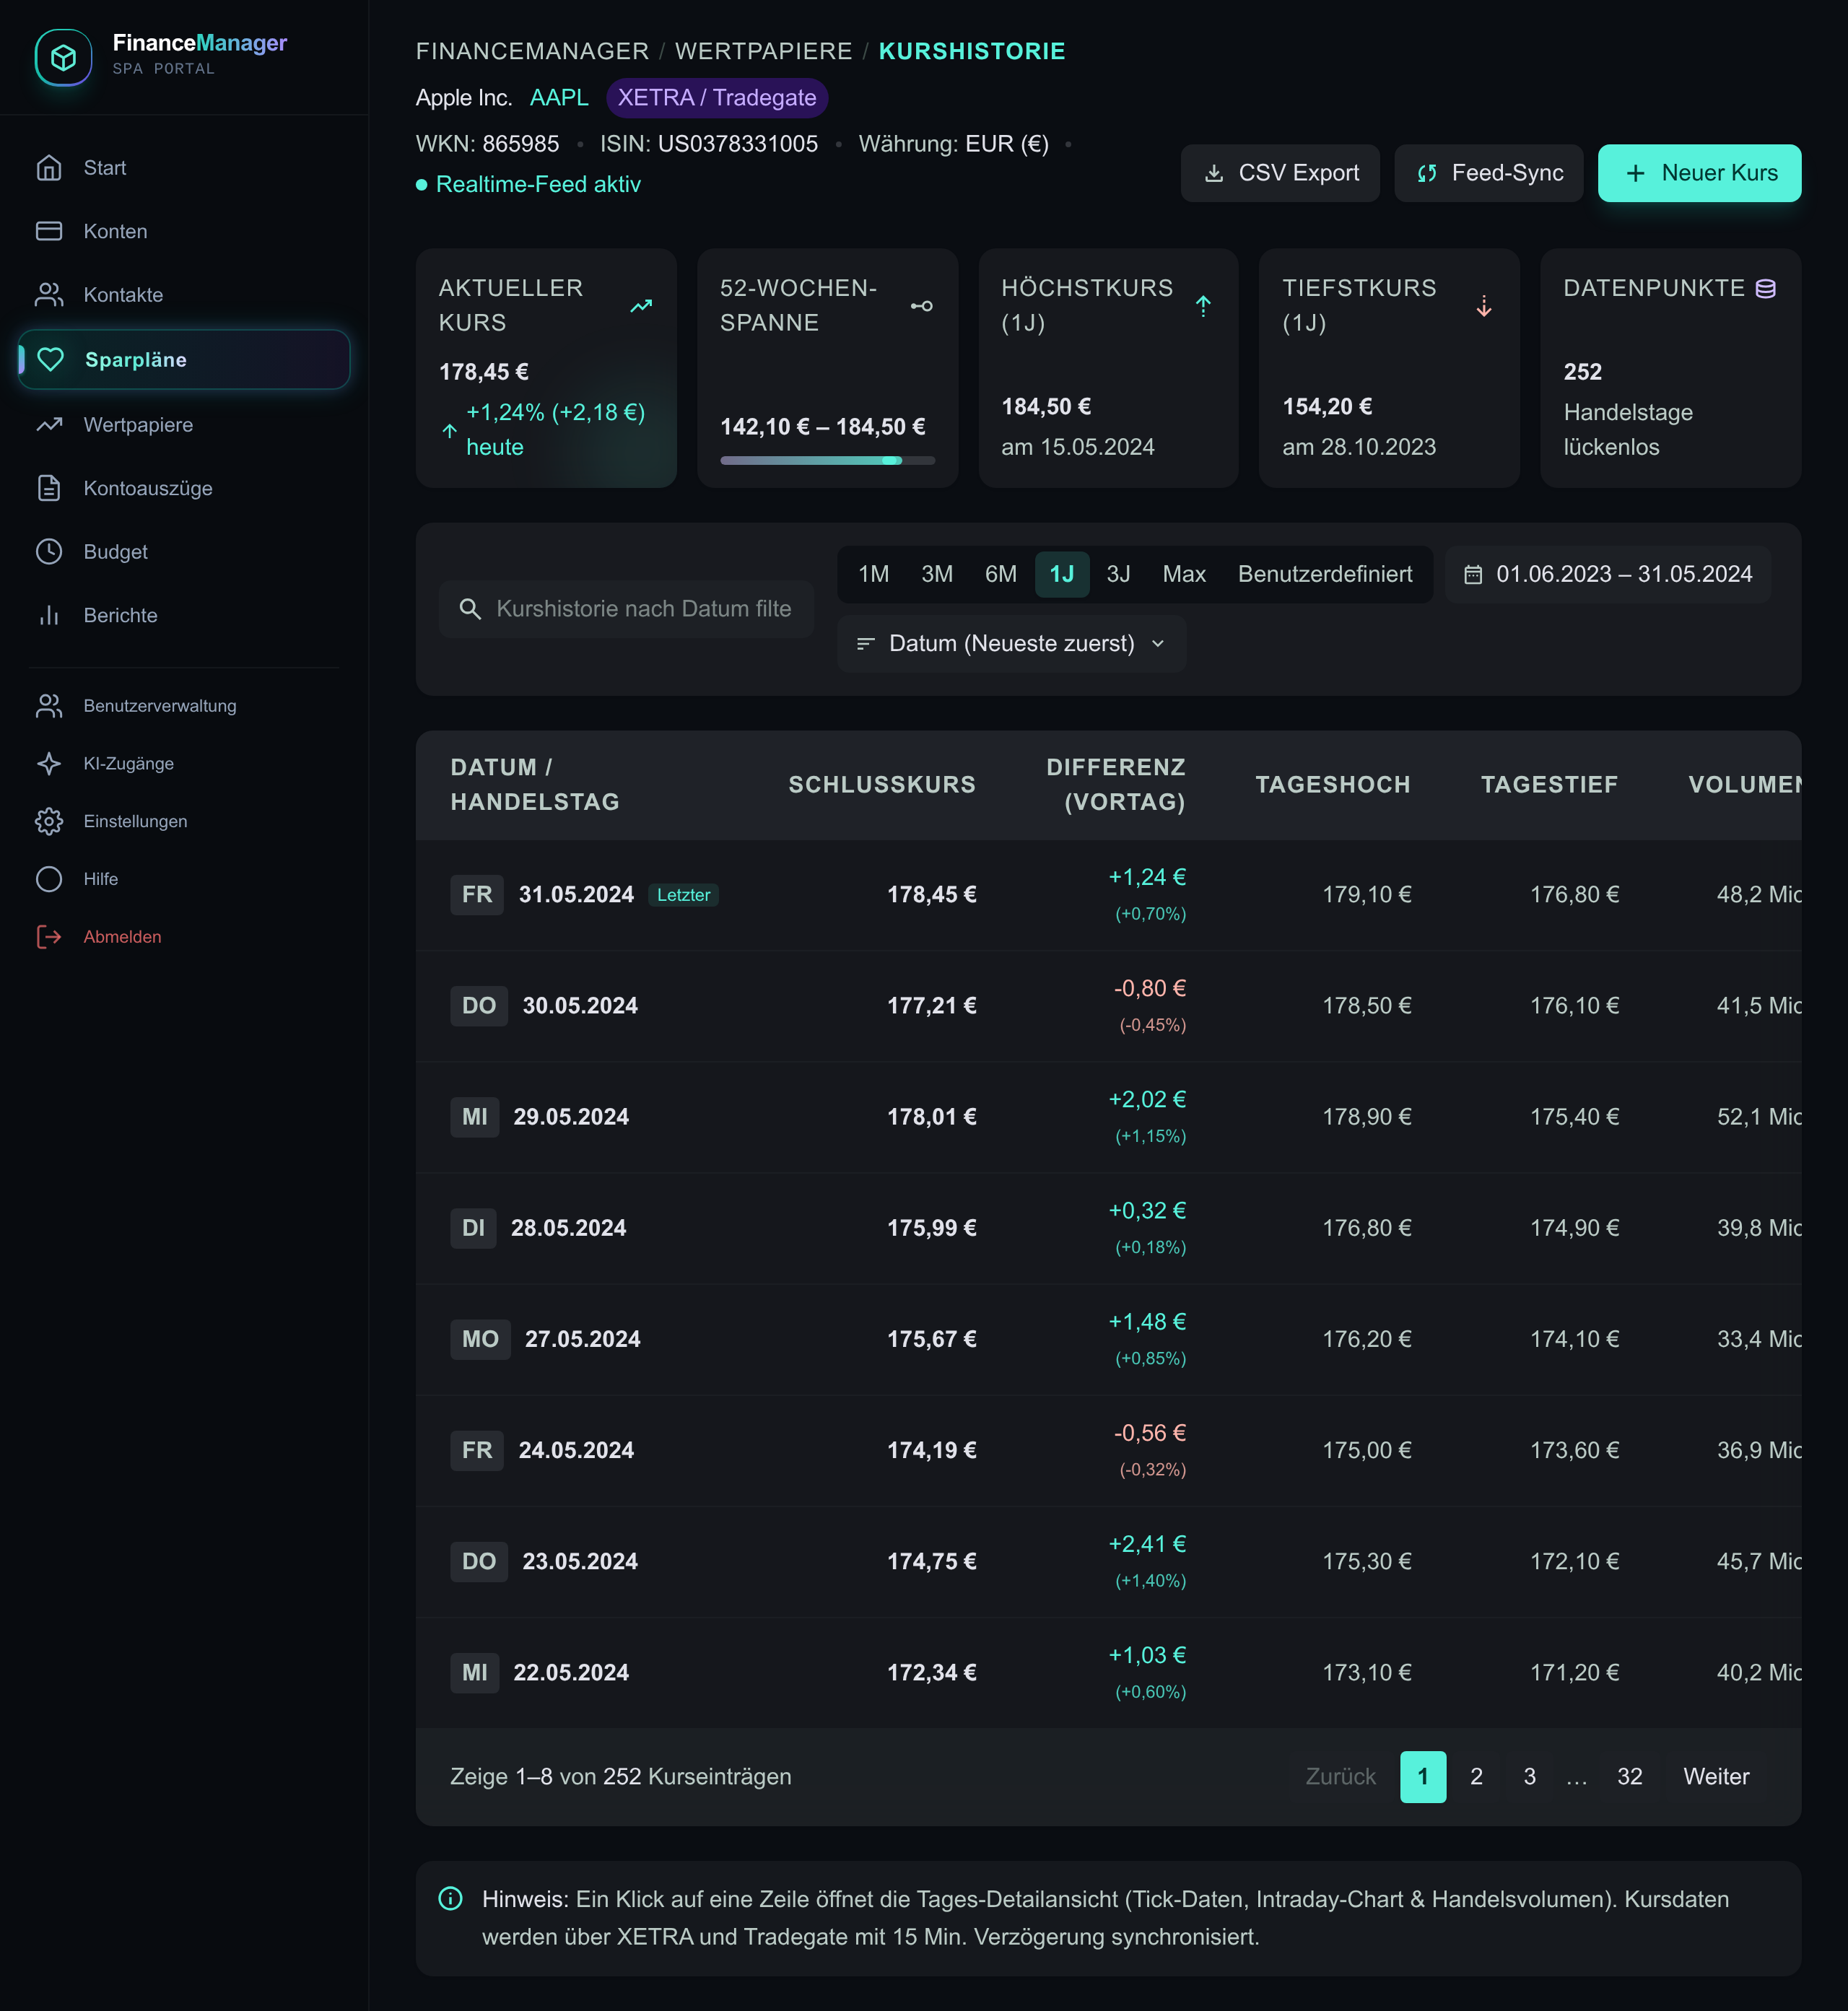 FinanceManager
SPA PORTAL
Start
Konten
Kontakte
Sparpläne
Wertpapiere
Kontoauszüge
Budget
Berichte
Benutzerverwaltung
KI-Zugänge
Einstellungen
Hilfe
Abmelden
FINANCEMANAGER / WERTPAPIERE / KURSHISTORIE
Apple Inc. AAPL XETRA / Tradegate
WKN: 865985 • ISIN: US0378331005 • Währung: EUR (€) •
Realtime-Feed aktiv
CSV Export Feed-Sync Neuer Kurs
AKTUELLER
KURS
178,45 €
+1,24% (+2,18 €)
heute
52-WOCHEN-
SPANNE
142,10 € – 184,50 €
HÖCHSTKURS
(1J)
184,50 €
am 15.05.2024
TIEFSTKURS
(1J)
154,20 €
am 28.10.2023
DATENPUNKTE
252
Handelstage
lückenlos
Kurshistorie nach Datum filte
1M 3M 6M 1J 3J Max Benutzerdefiniert
01.06.2023 – 31.05.2024
Datum (Neueste zuerst)
DATUM /
HANDELSTAG
SCHLUSSKURS
DIFFERENZ
(VORTAG)
TAGESHOCH
TAGESTIEF
VOLUMEN
FR 31.05.2024 Letzter 178,45 € +1,24 € 179,10 € 176,80 € 48,2 Mio
(+0,70%)
DO 30.05.2024 177,21 € -0,80 € 178,50 € 176,10 € 41,5 Mio
(-0,45%)
MI 29.05.2024 178,01 € +2,02 € 178,90 € 175,40 € 52,1 Mio
(+1,15%)
DI 28.05.2024 175,99 € +0,32 € 176,80 € 174,90 € 39,8 Mio
(+0,18%)
MO 27.05.2024 175,67 € +1,48 € 176,20 € 174,10 € 33,4 Mio
(+0,85%)
FR 24.05.2024 174,19 € -0,56 € 175,00 € 173,60 € 36,9 Mio
(-0,32%)
DO 23.05.2024 174,75 € +2,41 € 175,30 € 172,10 € 45,7 Mio
(+1,40%)
MI 22.05.2024 172,34 € +1,03 € 173,10 € 171,20 € 40,2 Mio
(+0,60%)
Zeige 1–8 von 252 Kurseinträgen
Zurück 1 2 3 … 32 Weiter
Hinweis: Ein Klick auf eine Zeile öffnet die Tages-Detailansicht (Tick-Daten, Intraday-Chart & Handelsvolumen). Kursdaten
werden über XETRA und Tradegate mit 15 Min. Verzögerung synchronisiert.